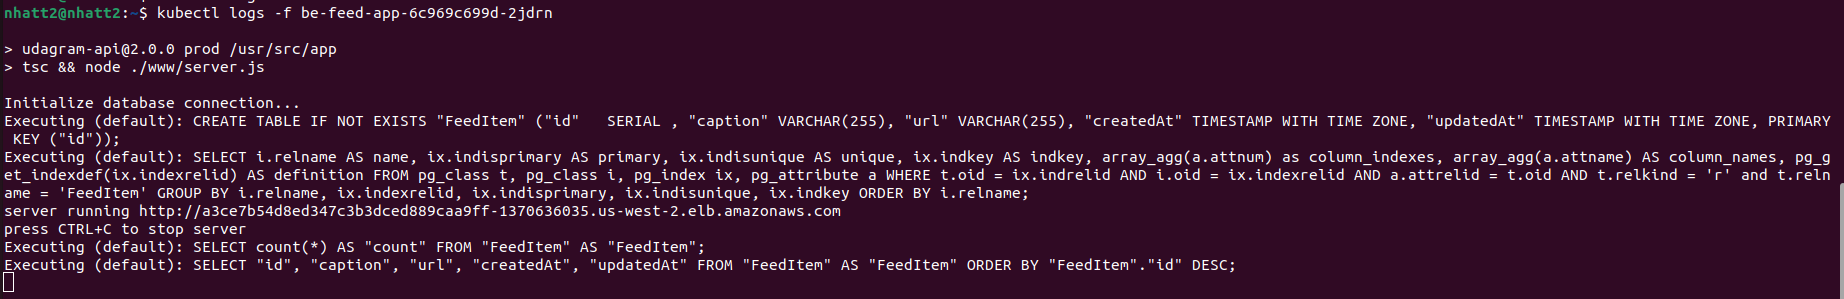 nhatt2@nhatt2:~$ kubectl logs -f be-feed-app-6c969c699d-2jdrn
> udagram-api@2.0.0 prod /usr/src/app
> tsc && node ./www/server.js
Initialize database connection...
Executing (default): CREATE TABLE IF NOT EXISTS "FeedItem" ("id"   SERIAL , "caption" VARCHAR(255), "url" VARCHAR(255), "createdAt" TIMESTAMP WITH TIME ZONE, "updatedAt" TIMESTAMP WITH TIME ZONE, PRIMARY
 KEY ("id"));
Executing (default): SELECT i.relname AS name, ix.indisprimary AS primary, ix.indisunique AS unique, ix.indkey AS indkey, array_agg(a.attnum) as column_indexes, array_agg(a.attname) AS column_names, pg_g
et_indexdef(ix.indexrelid) AS definition FROM pg_class t, pg_class i, pg_index ix, pg_attribute a WHERE t.oid = ix.indrelid AND i.oid = ix.indexrelid AND a.attrelid = t.oid AND t.relkind = 'r' and t.reln
ame = 'FeedItem' GROUP BY i.relname, ix.indexrelid, ix.indisprimary, ix.indisunique, ix.indkey ORDER BY i.relname;
server running http://a3ce7b54d8ed347c3b3dced889caa9ff-1370636035.us-west-2.elb.amazonaws.com
press CTRL+C to stop server
Executing (default): SELECT count(*) AS "count" FROM "FeedItem" AS "FeedItem";
Executing (default): SELECT "id", "caption", "url", "createdAt", "updatedAt" FROM "FeedItem" AS "FeedItem" ORDER BY "FeedItem"."id" DESC;